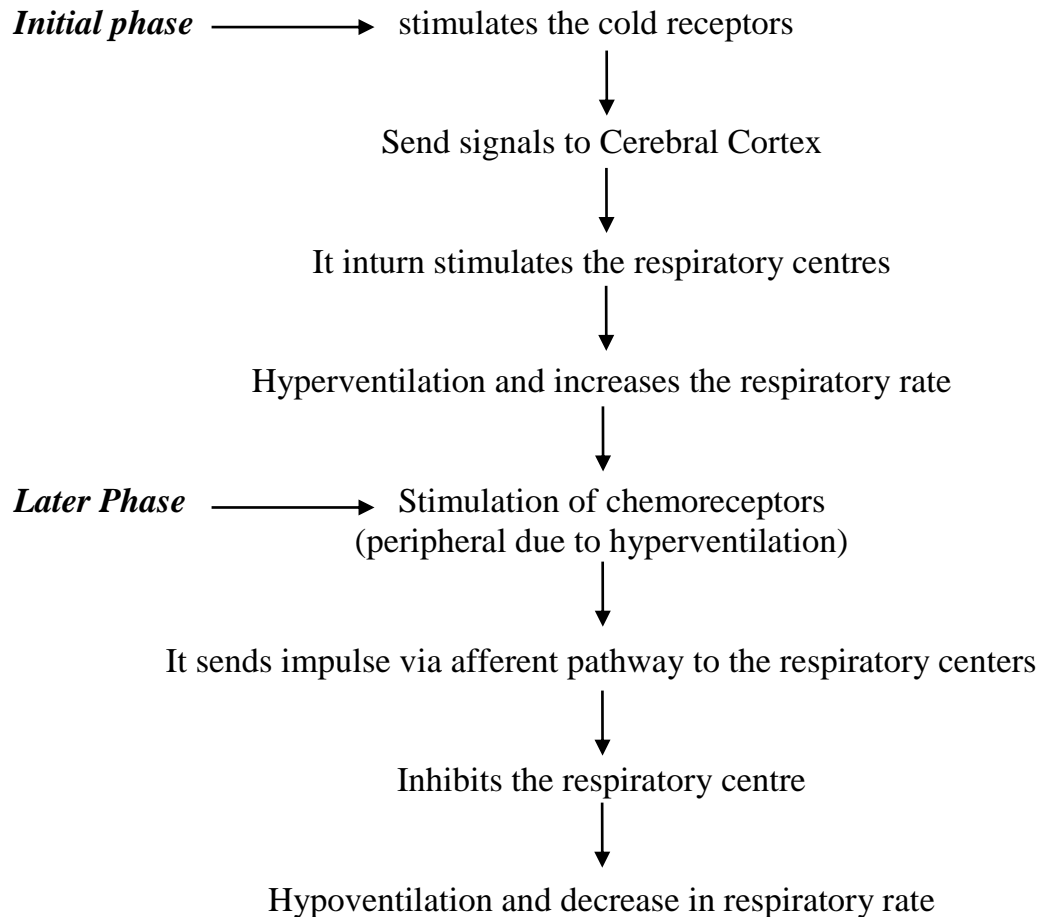 Initial phase stimulates the cold receptors
Send signals to Cerebral Cortex
It inturn stimulates the respiratory centres
Hyperventilation and increases the respiratory rate
Later Phase Stimulation of chemoreceptors
(peripheral due to hyperventilation)
It sends impulse via afferent pathway to the respiratory centers
Inhibits the respiratory centre
Hypoventilation and decrease in respiratory rate